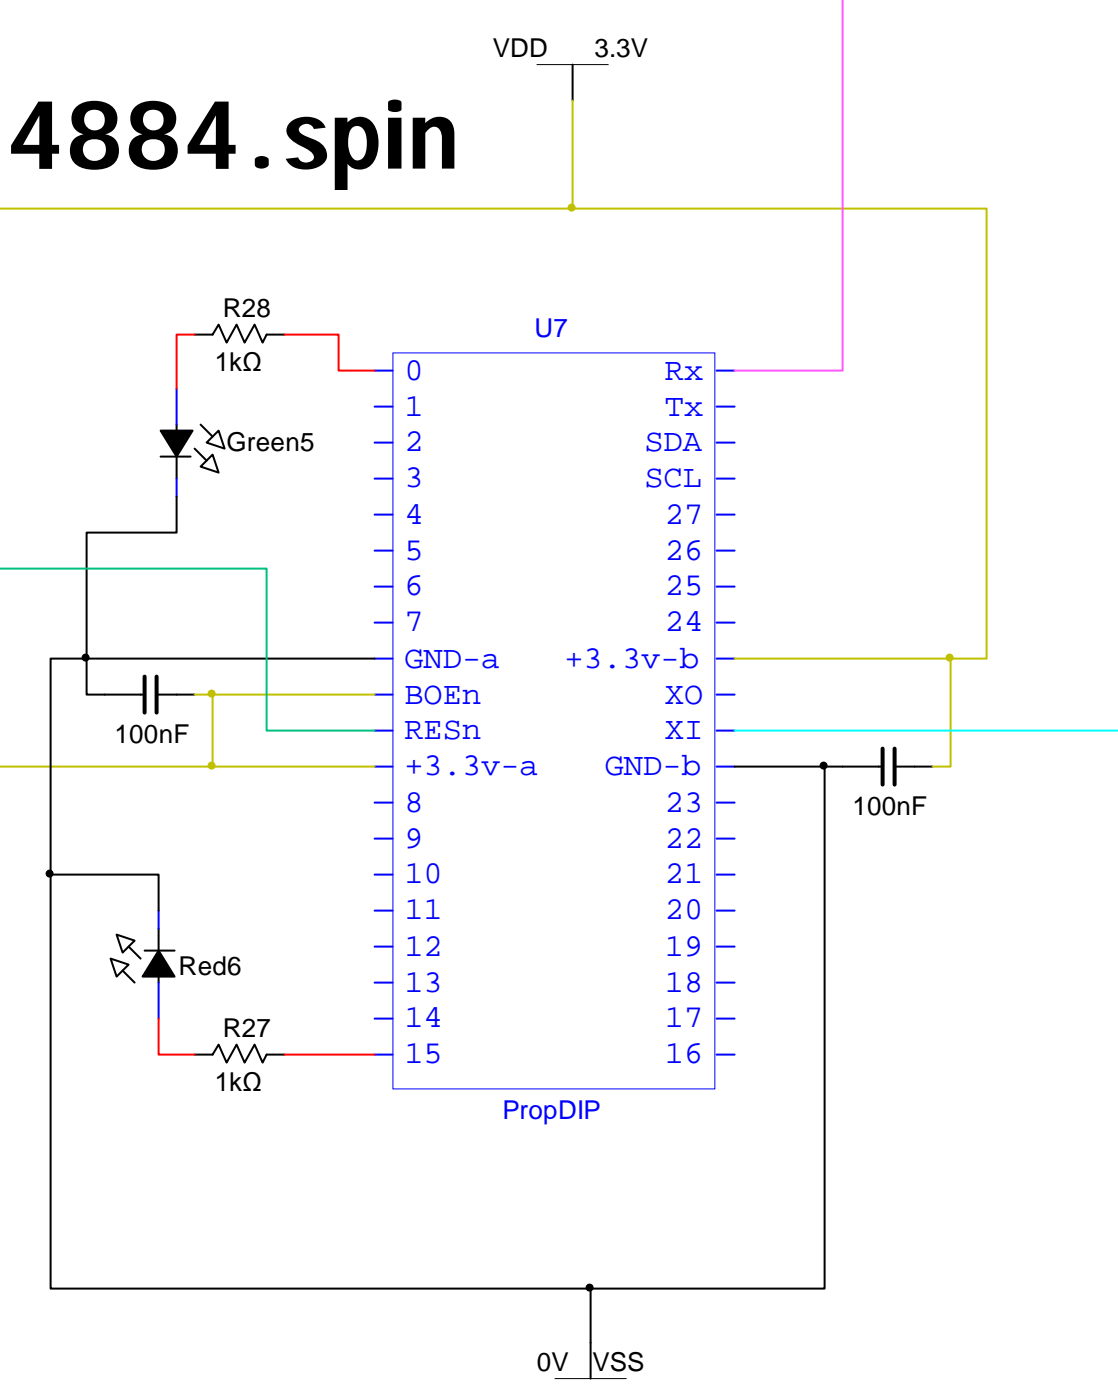 VDD 3.3V
4884.spin
R28
1kΩ
Green5
U7
0 Rx
1 Tx
2 SDA
3 SCL
4 27
5 26
6 25
7 24
GND-a +3.3v-b
BOEn XO
RESn XI
+3.3v-a GND-b
8 23
9 22
10 21
11 20
12 19
13 18
14 17
15 16
PropDIP
100nF
100nF
Red6
R27
1kΩ
0V VSS